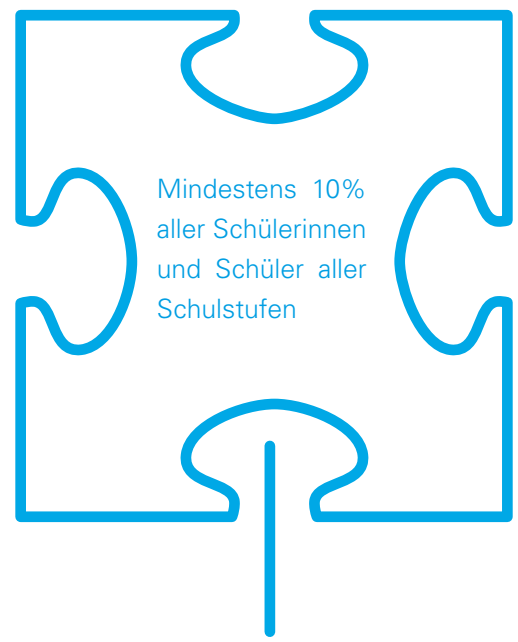 Mindestens 10%
aller Schülerinnen
und Schüler aller
Schulstufen